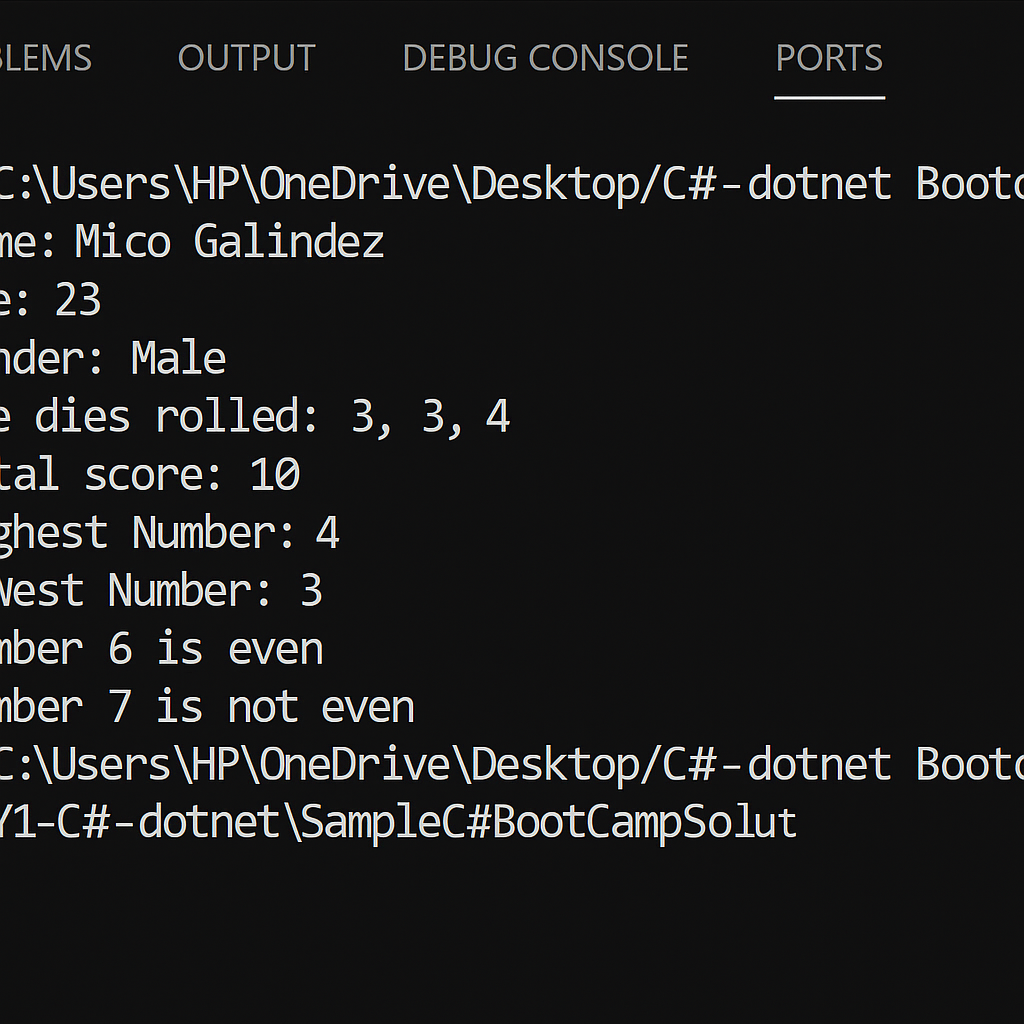 BLEMS OUTPUT DEBUG CONSOLE PORTS
C:\Users\HP\OneDrive\Desktop/C#-dotnet Bootc
me: Mico Galindez
e: 23
nder: Male
e dies rolled: 3, 3, 4
tal score: 10
ghest Number: 4
west Number: 3
mber 6 is even
mber 7 is not even
C:\Users\HP\OneDrive\Desktop/C#-dotnet Bootc
Y1-C#-dotnet\SampleC#BootCampSolut